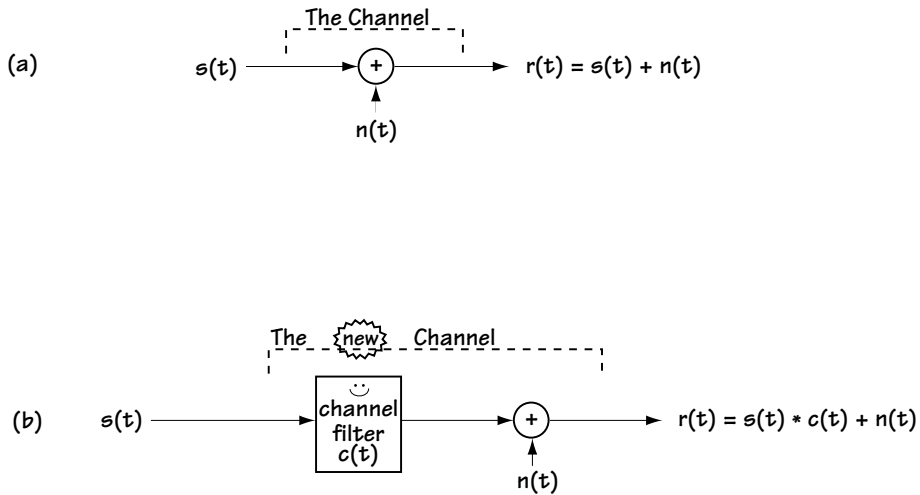 The Channel
(a)
s(t)
+
r(t) = s(t) + n(t)
n(t)
The new Channel
(b)
s(t)
channel
filter
c(t)
+
r(t) = s(t) * c(t) + n(t)
n(t)